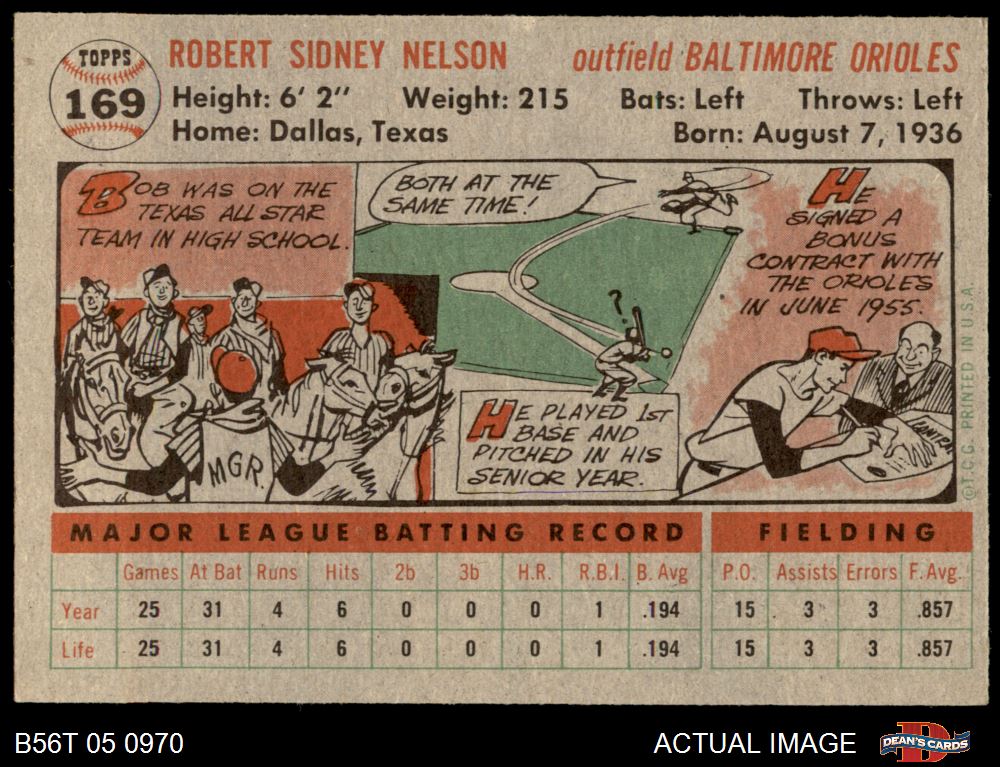 TOPPS
169
ROBERT SIDNEY NELSON outfield BALTIMORE ORIOLES
Height: 6' 2" Weight: 215 Bats: Left Throws: Left
Home: Dallas, Texas Born: August 7, 1936
BOB WAS ON THE
TEXAS ALL STAR
TEAM IN HIGH SCHOOL.
MGR.
BOTH AT THE
SAME TIME!
?
HE PLAYED 1ST
BASE AND
PITCHED IN HIS
SENIOR YEAR.
HE
SIGNED A
BONUS
CONTRACT WITH
THE ORIOLES
IN JUNE 1955.
©T.C.G. PRINTED IN U.S.A.
MAJOR LEAGUE BATTING RECORD FIELDING
Games At Bat Runs Hits 2b 3b H.R. R.B.I. B. Avg P.O. Assists Errors F. Avg.
Year 25 31 4 6 0 0 0 1 .194 15 3 3 .857
Life 25 31 4 6 0 0 0 1 .194 15 3 3 .857
B56T 05 0970 ACTUAL IMAGE DEAN'S CARDS